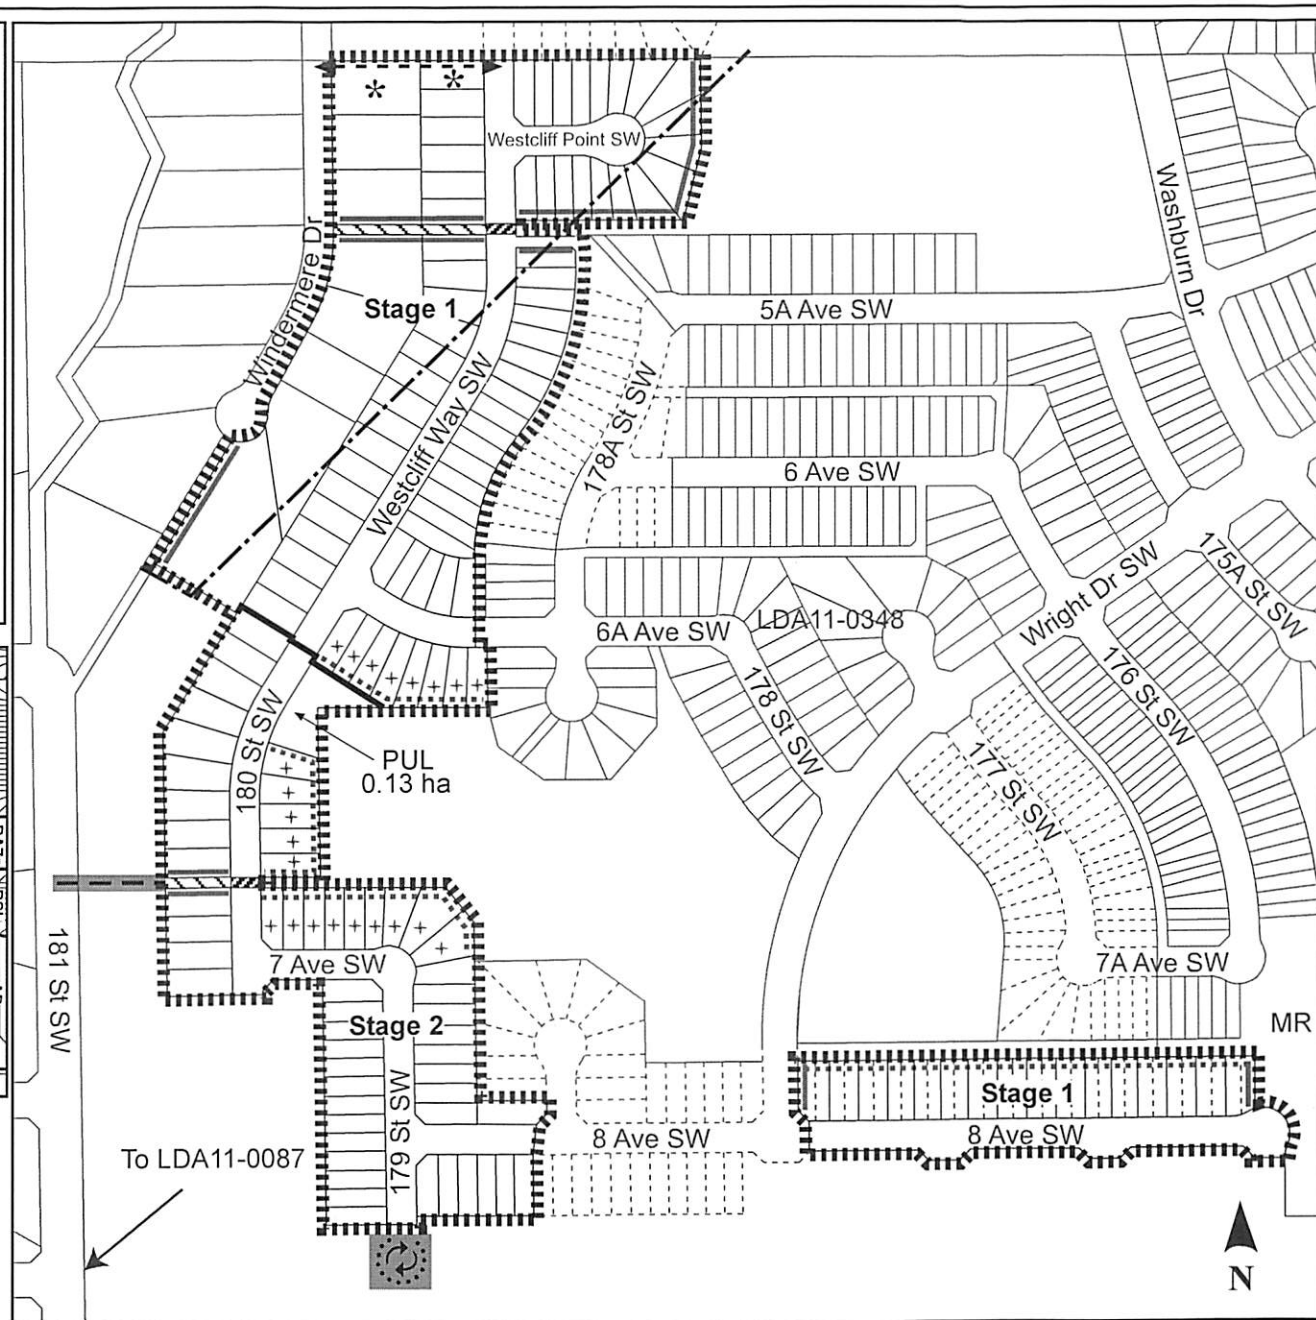 Westcliff Point SW
Washburn Dr
Windermere Dr
Stage 1
5A Ave SW
Westcliff Way SW
178A St SW
6 Ave SW
175A St SW
Wright Dr SW
LDA11-0348
6A Ave SW
178 St SW
176 St SW
180 St SW
PUL
0.13 ha
177 St SW
181 St SW
7 Ave SW
7A Ave SW
MR
Stage 2
Stage 1
179 St SW
8 Ave SW
8 Ave SW
To LDA11-0087
N